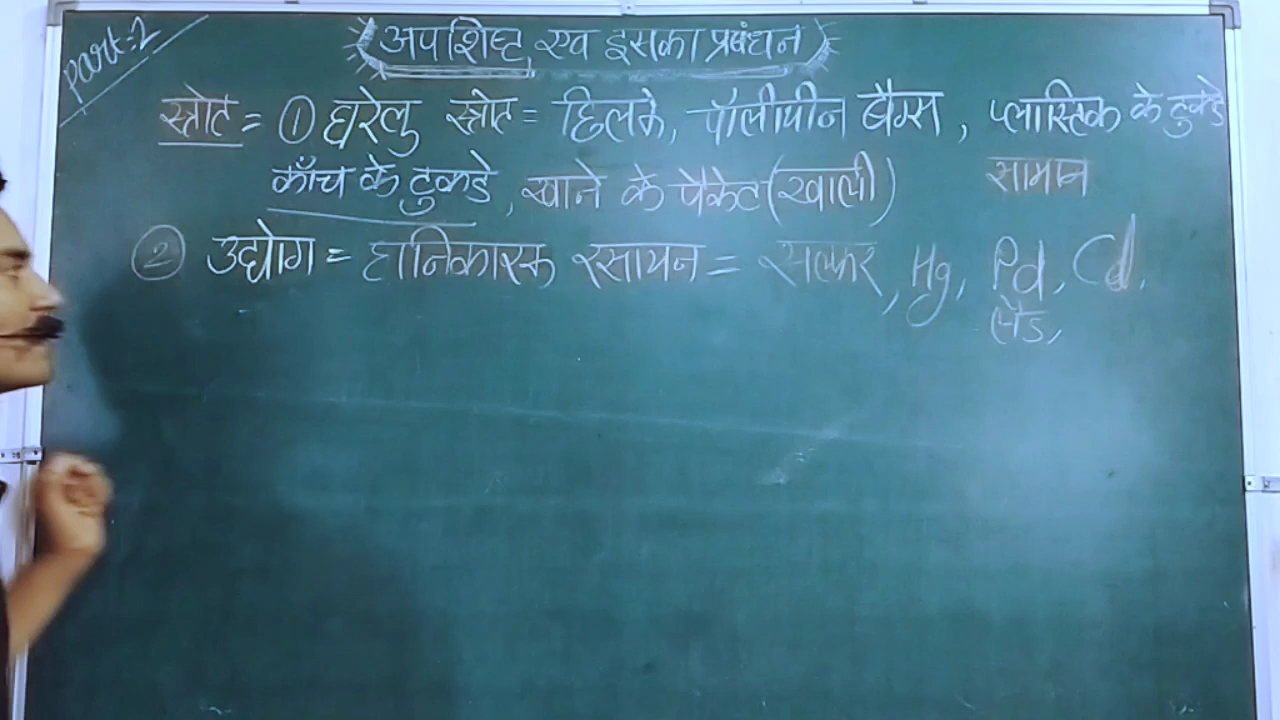 Part:-2
अपशिष्ट एव इसका प्रबंधन
स्त्रोत = ① घरेलु स्त्रोत = छिलके, पॉलीथीन बैग्स, प्लास्टिक के टुकडे
काँच के टुकडे, खाने के पैकेट (खाली) सामान
② उद्योग = हानिकारक रसायन = सल्फर, Hg, Pd, Cd,
लैड,